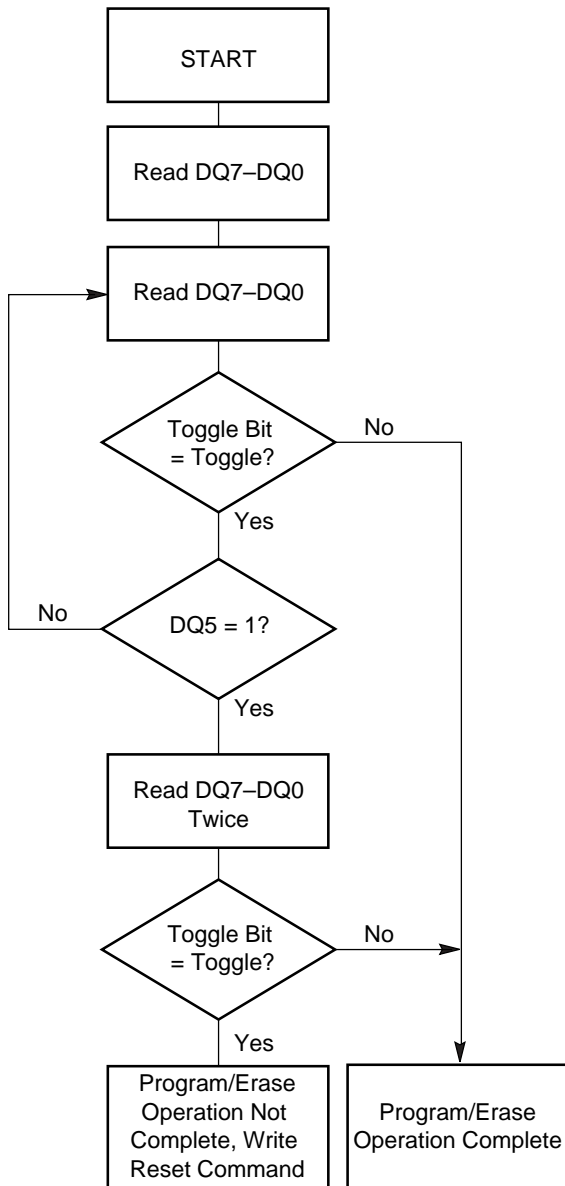 START
Read DQ7–DQ0
Read DQ7–DQ0
Toggle Bit
= Toggle?
No
Yes
No
DQ5 = 1?
Yes
Read DQ7–DQ0
Twice
Toggle Bit
= Toggle?
No
Yes
Program/Erase
Operation Not
Complete, Write
Reset Command
Program/Erase
Operation Complete